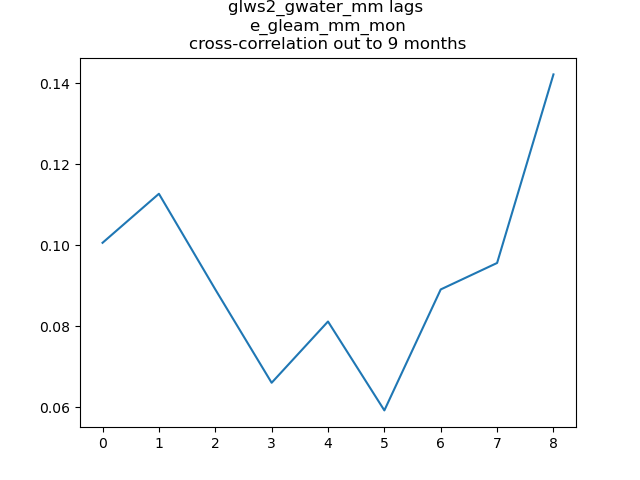 glws2_gwater_mm lags
e_gleam_mm_mon
cross-correlation out to 9 months
0.14
0.12
0.10
0.08
0.06
0 1 2 3 4 5 6 7 8